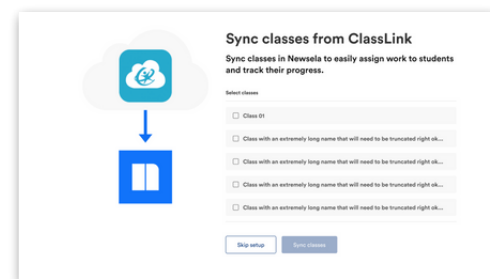 Sync classes from ClassLink
Sync classes in Newsela to easily assign work to students
and track their progress.
Select classes
Class 01
Class with an extremely long name that will need to be truncated right ok...
Class with an extremely long name that will need to be truncated right ok...
Class with an extremely long name that will need to be truncated right ok...
Class with an extremely long name that will need to be truncated right ok...
Skip setup Sync classes